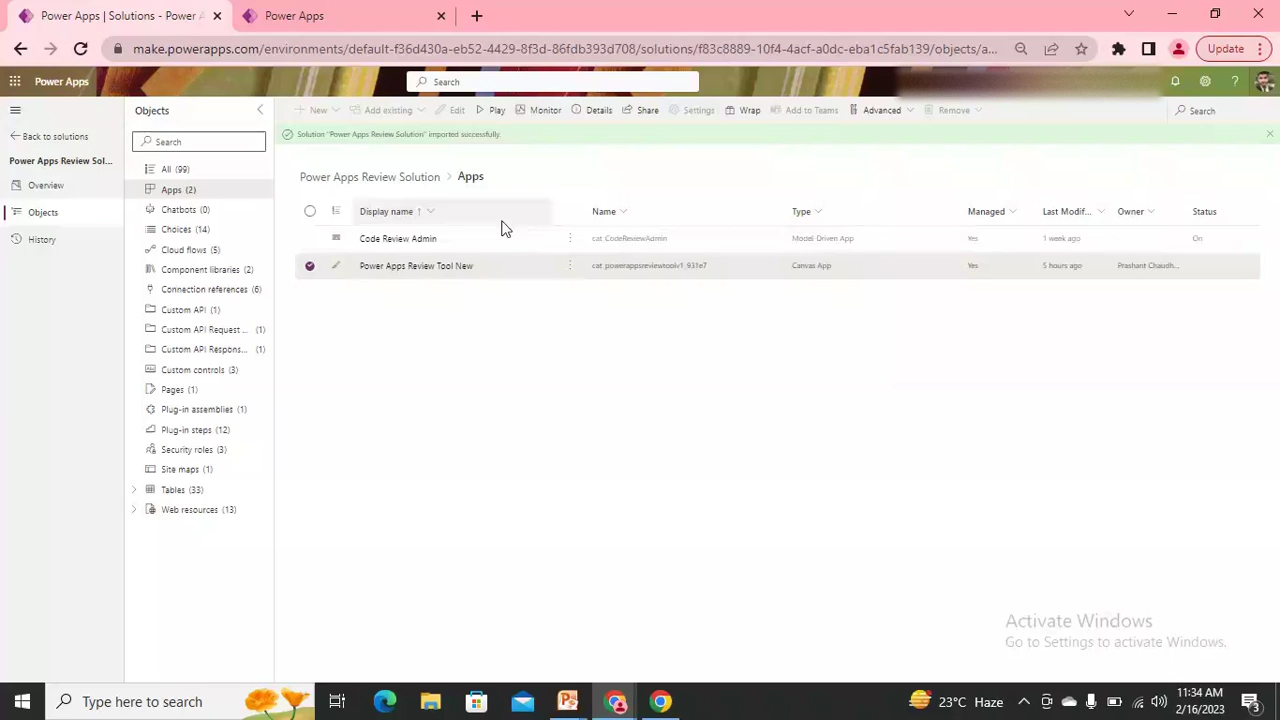 Power Apps | Solutions - Power A
Power Apps
make.powerapps.com/environments/default-f36d430a-eb52-4429-8f3d-86fdb393d708/solutions/f83c8889-10f4-4acf-a0dc-eba1c5fab139/objects/a...
Update
Power Apps
Search
Objects
New
Add existing
Edit
Play
Monitor
Details
Share
Settings
Wrap
Add to Teams
Advanced
Remove
Search
Back to solutions
Search
Solution "Power Apps Review Solution" imported successfully.
Power Apps Review Sol...
Overview
Objects
History
All (99)
Apps (2)
Chatbots (0)
Choices (14)
Cloud flows (5)
Component libraries (2)
Connection references (6)
Custom API (1)
Custom API Request ... (1)
Custom API Respons... (1)
Custom controls (3)
Pages (1)
Plug-in assemblies (1)
Plug-in steps (12)
Security roles (3)
Site maps (1)
Tables (33)
Web resources (13)
Power Apps Review Solution > Apps
Display name ↑ Name Type Managed Last Modif... Owner Status
Code Review Admin cat_CodeReviewAdmin Model-Driven App Yes 1 week ago On
Power Apps Review Tool New cat_powerappsreviewtoolv1_931e7 Canvas App Yes 5 hours ago Prashant Chaudh...
Activate Windows
Go to Settings to activate Windows.
Type here to search
23°C Haze
11:34 AM
2/16/2023
3